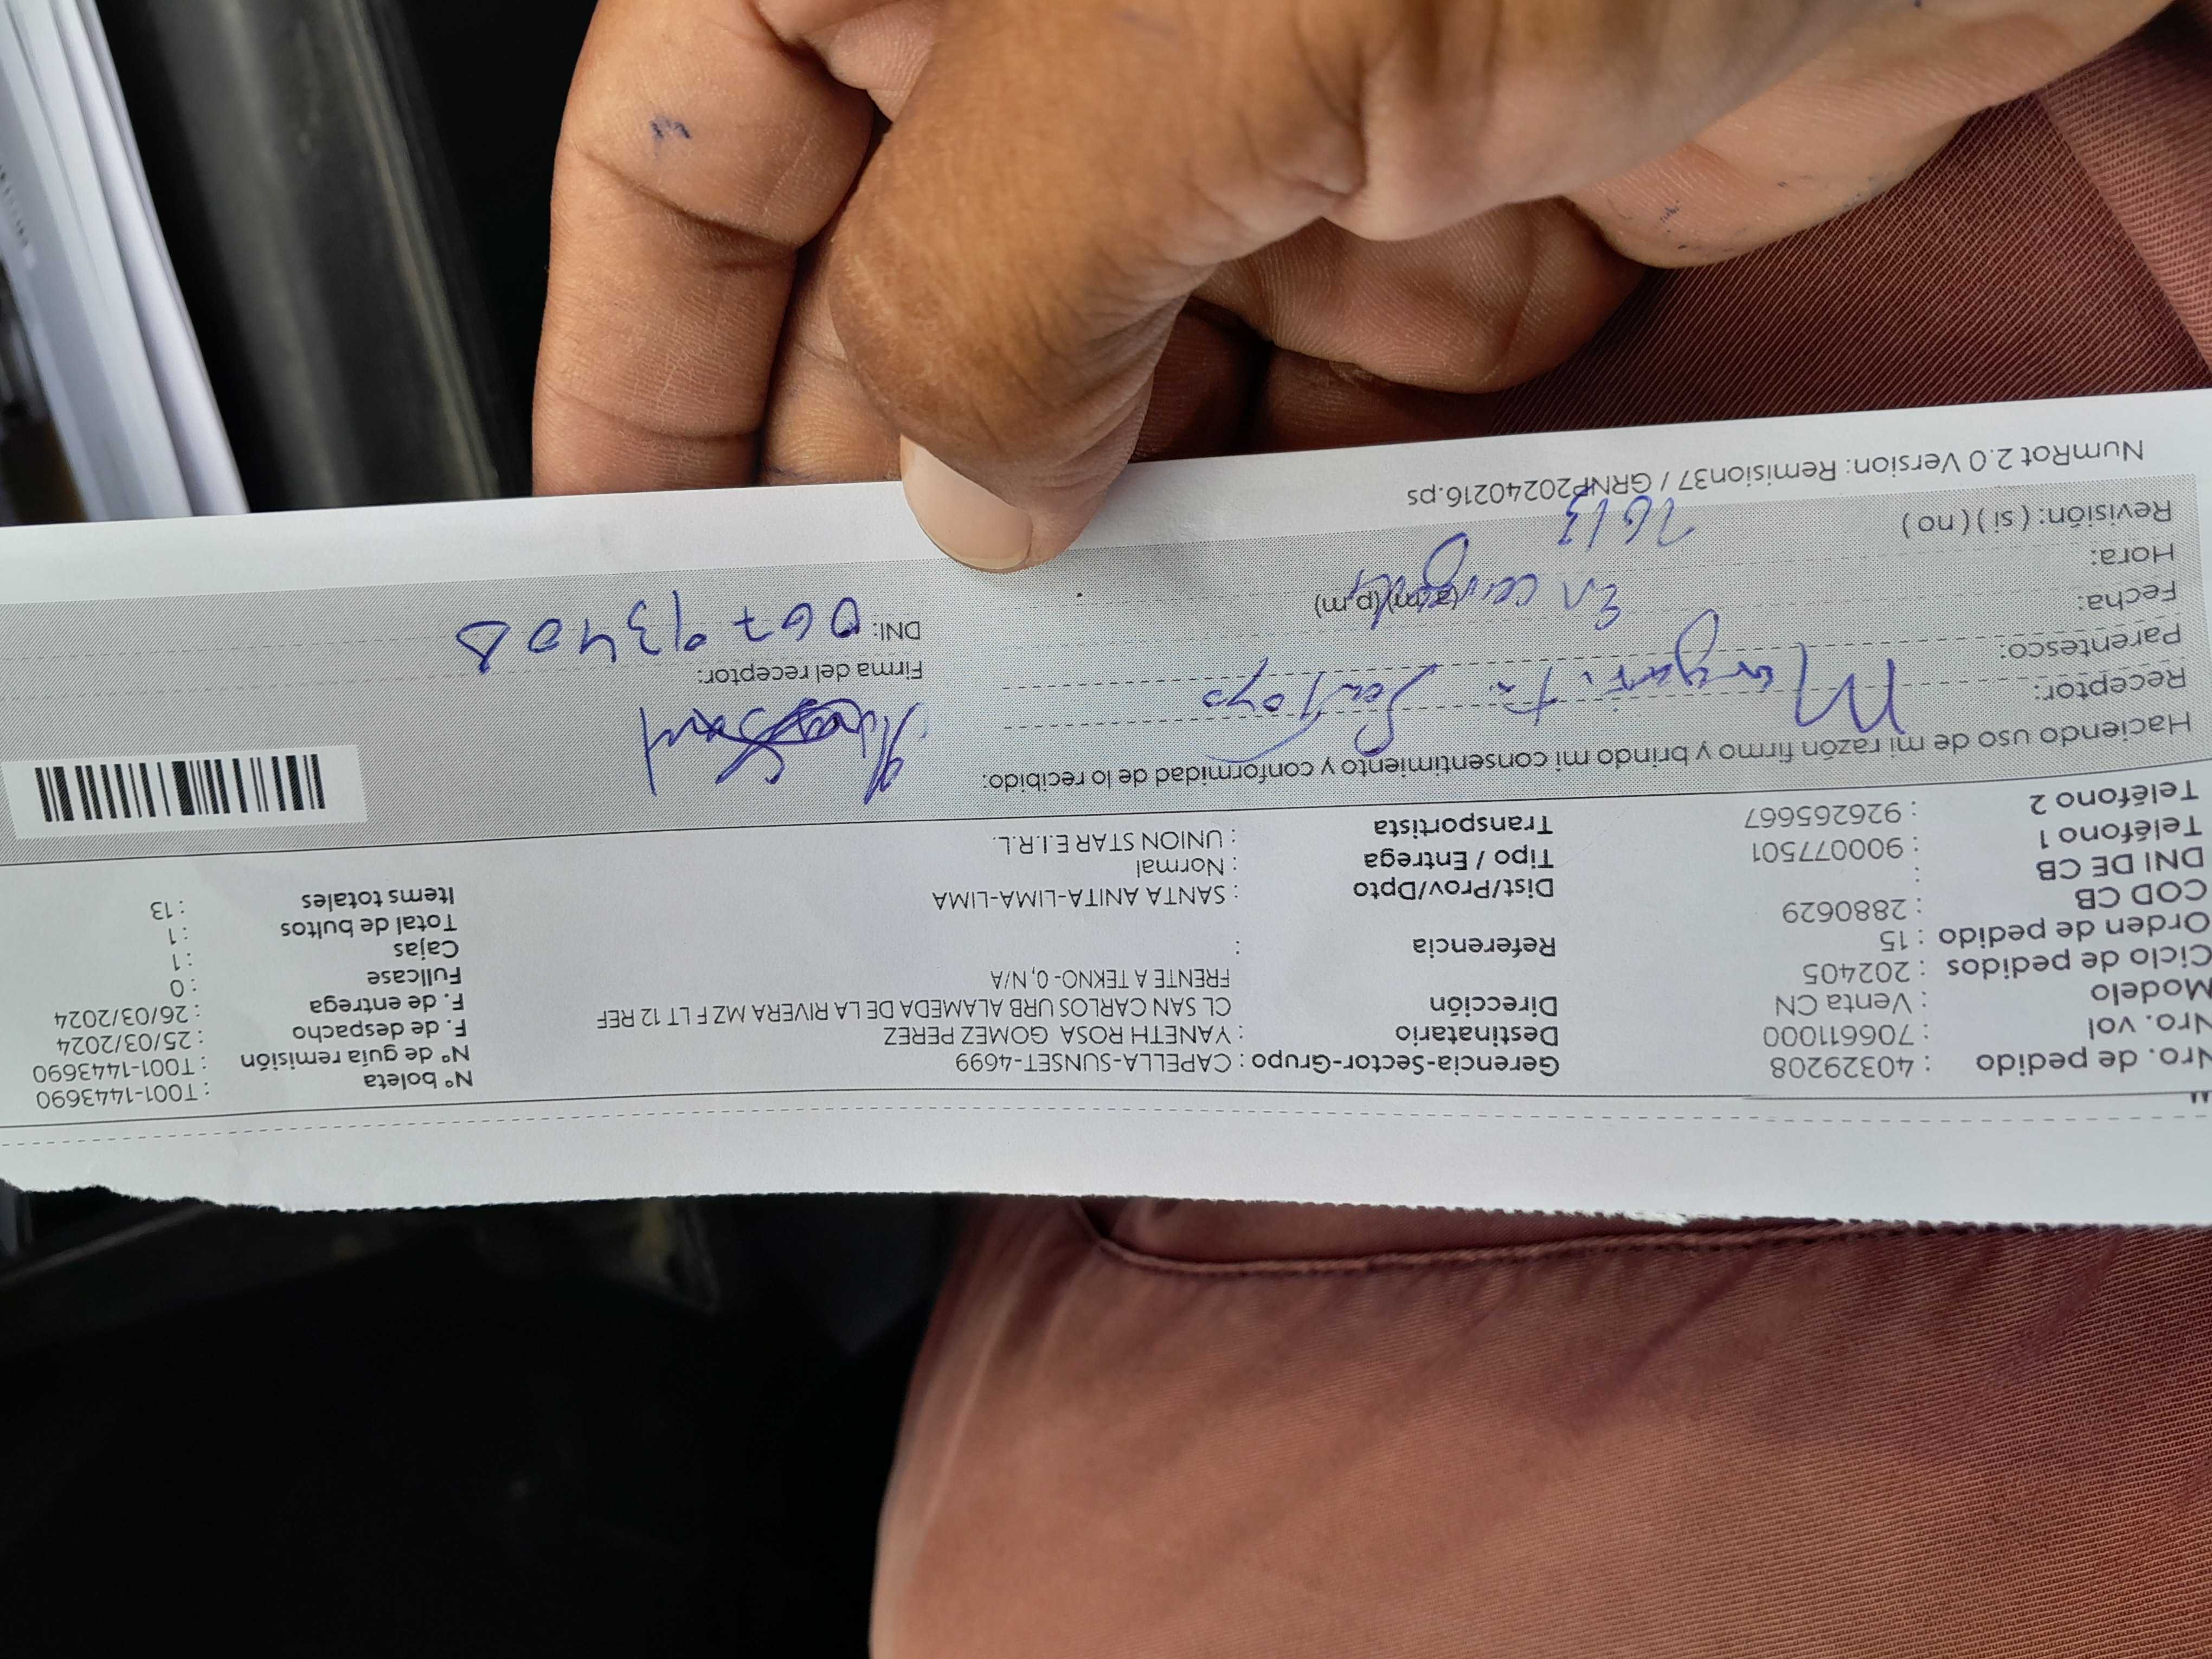 Nro. de pedido : 40329208 Gerencia-Sector-Grupo : CAPELLA-SUNSET-4699 N° boleta : T001-1443690
Nro. vol : 706611000 Destinatario : YANETH ROSA GOMEZ PEREZ N° de guía remisión : T001-1443690
Modelo : Venta CN Dirección CL SAN CARLOS URB ALAMEDA DE LA RIVERA MZ F LT 12 REF F. de despacho : 25/03/2024
Ciclo de pedidos : 202405 FRENTE A TEKNO- 0, N/A F. de entrega : 26/03/2024
Orden de pedido : 15 Referencia : Fullcase : 0
COD CB : 2880629 Cajas : 1
DNI DE CB : Dist/Prov/Dpto : SANTA ANITA-LIMA-LIMA Total de bultos : 1
Teléfono 1 : 900077501 Tipo / Entrega : Normal Items totales : 13
Teléfono 2 : 926265667 Transportista : UNION STAR E.I.R.L.
Haciendo uso de mi razón firmo y brindo mi consentimiento y conformidad de lo recibido:
Receptor: Margarita Santoyo
Parentesco: Firma del receptor:
Fecha: En DNI: 06793408
Hora: (a.m)(p.m)
Revisión: ( si ) ( no ) 1613
NumRot 2.0 Version: Remision37 / GRNP20240216.ps